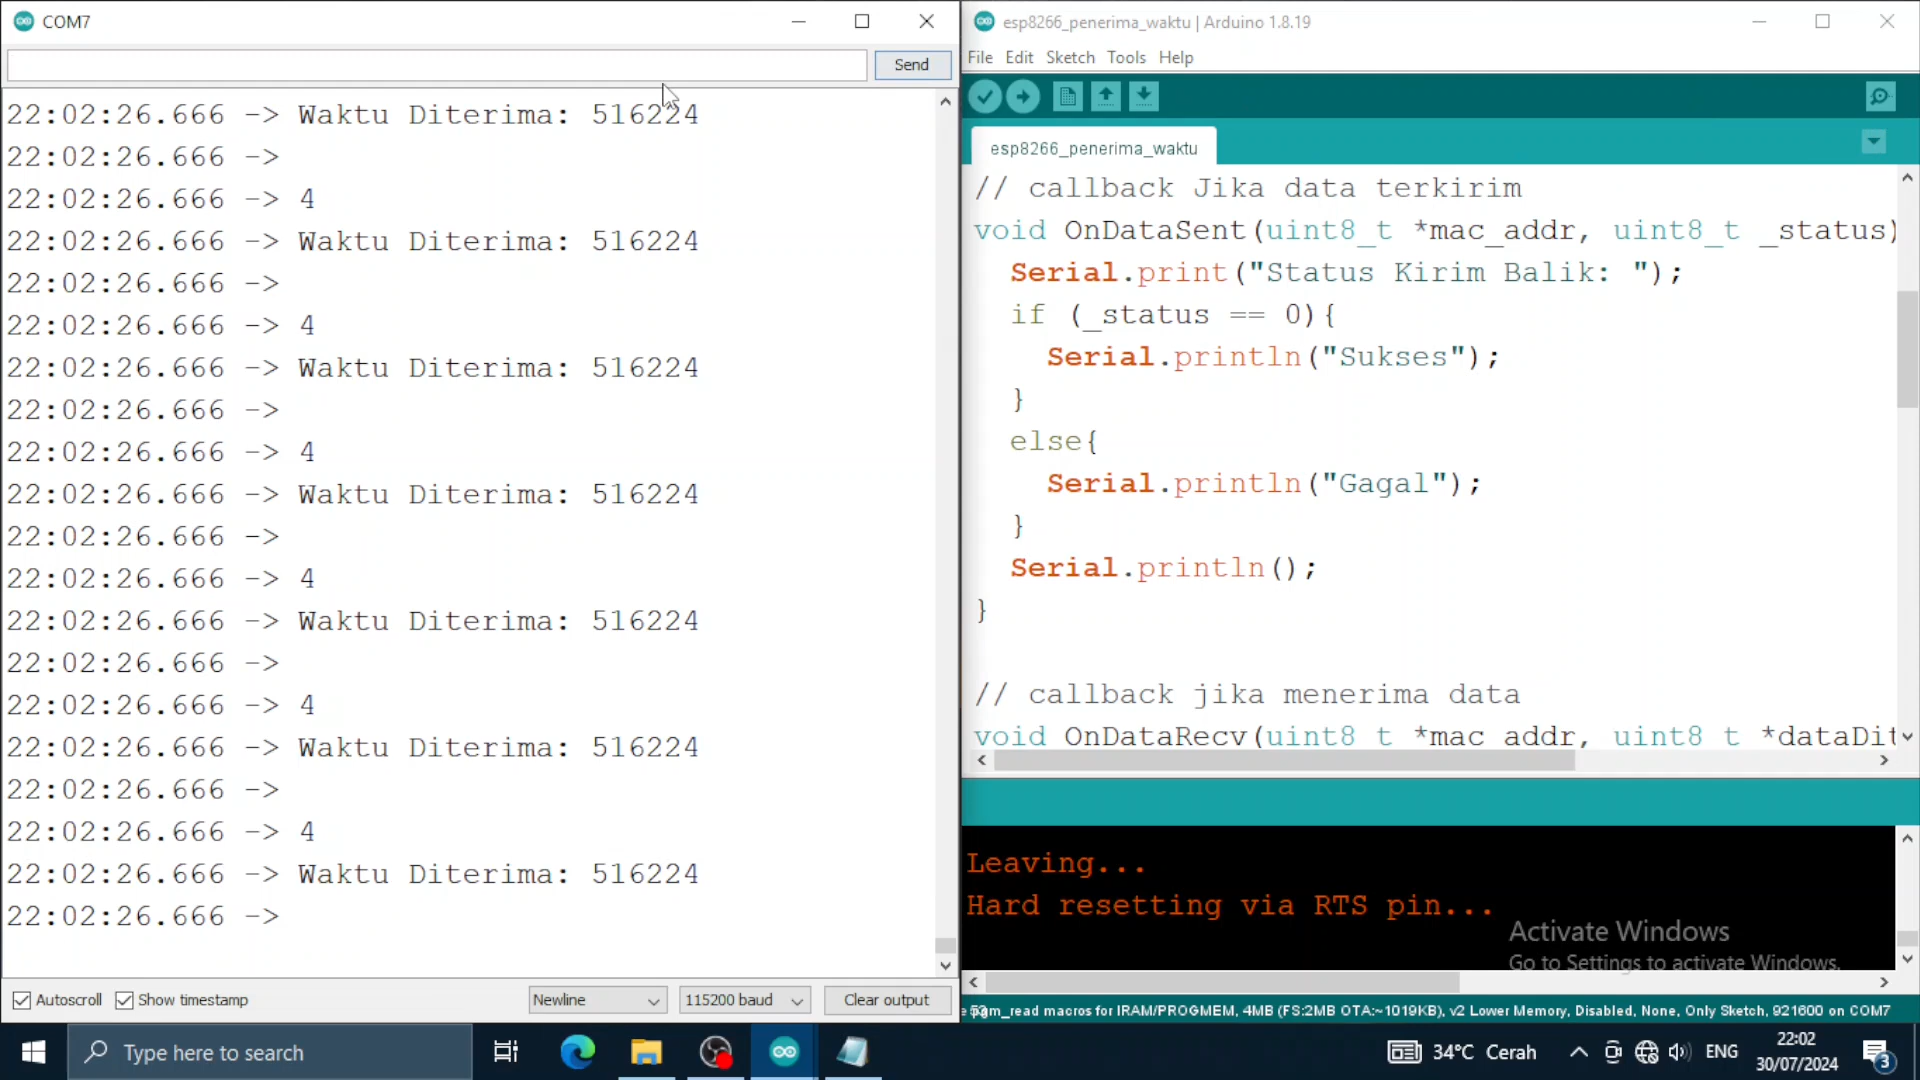 COM7
Send
22:02:26.666 -> Waktu Diterima: 516224
22:02:26.666 ->
22:02:26.666 -> 4
22:02:26.666 -> Waktu Diterima: 516224
22:02:26.666 ->
22:02:26.666 -> 4
22:02:26.666 -> Waktu Diterima: 516224
22:02:26.666 ->
22:02:26.666 -> 4
22:02:26.666 -> Waktu Diterima: 516224
22:02:26.666 ->
22:02:26.666 -> 4
22:02:26.666 -> Waktu Diterima: 516224
22:02:26.666 ->
22:02:26.666 -> 4
22:02:26.666 -> Waktu Diterima: 516224
22:02:26.666 ->
22:02:26.666 -> 4
22:02:26.666 -> Waktu Diterima: 516224
22:02:26.666 ->
Autoscroll Show timestamp Newline 115200 baud Clear output
esp8266_penerima_waktu | Arduino 1.8.19
File Edit Sketch Tools Help
esp8266_penerima_waktu
// callback Jika data terkirim
void OnDataSent(uint8_t *mac_addr, uint8_t _status)
Serial.print("Status Kirim Balik: ");
if (_status == 0){
Serial.println("Sukses");
}
else{
Serial.println("Gagal");
}
Serial.println();
}
// callback jika menerima data
void OnDataRecv(uint8_t *mac_addr, uint8_t *dataDit
Leaving...
Hard resetting via RTS pin...
Activate Windows
Go to Settings to activate Windows.
pgm_read macros for IRAM/PROGMEM, 4MB (FS:2MB OTA:~1019KB), v2 Lower Memory, Disabled, None, Only Sketch, 921600 on COM7
Type here to search
34°C Cerah
ENG
22:02
30/07/2024
3